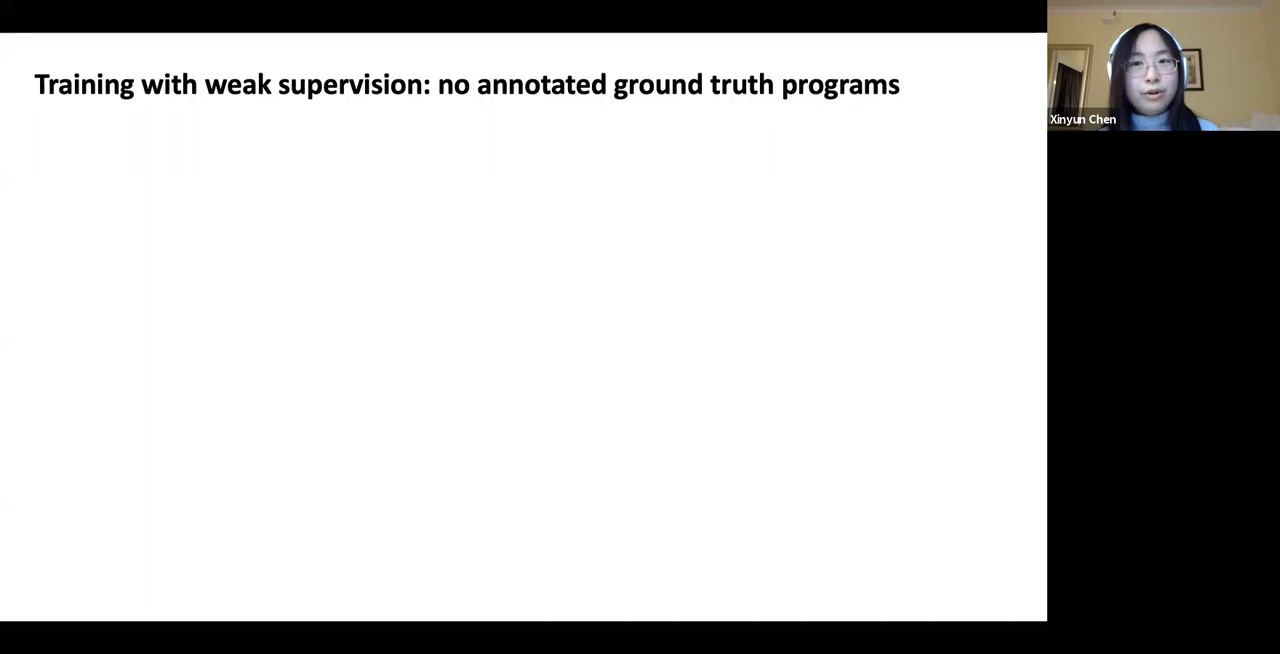 Training with weak supervision: no annotated ground truth programs
Xinyun Chen